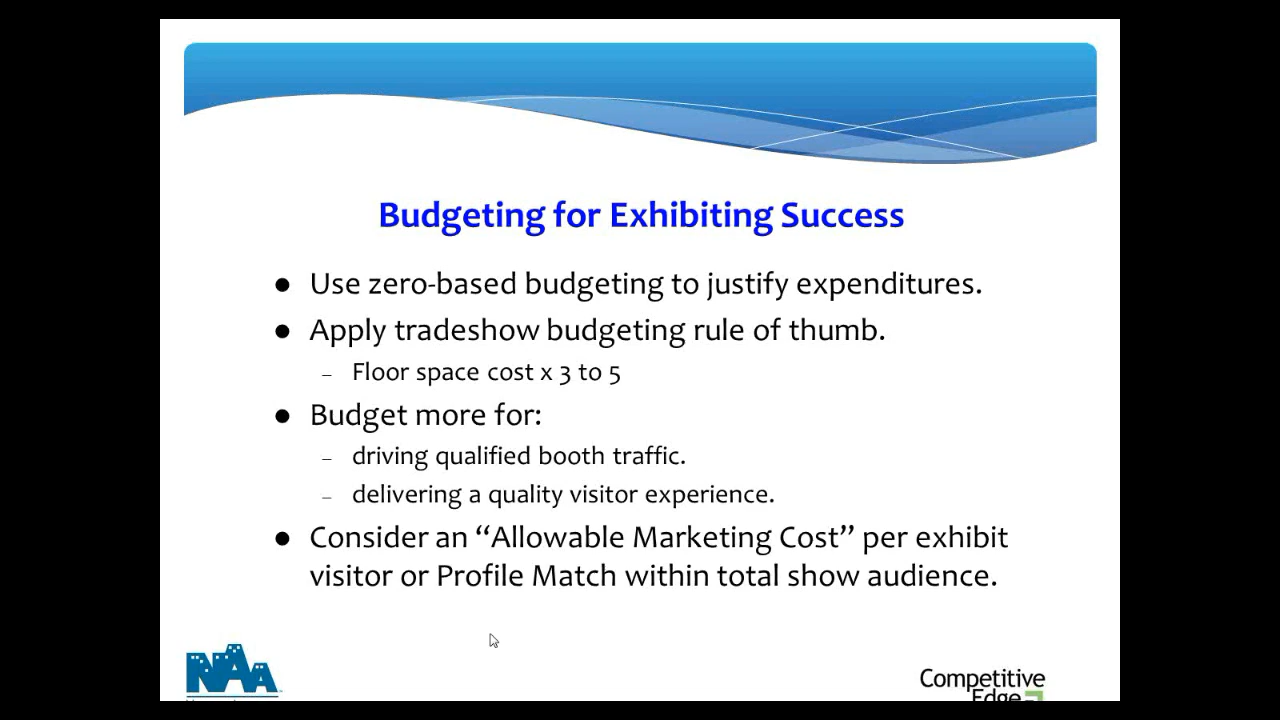 Budgeting for Exhibiting Success
● Use zero-based budgeting to justify expenditures.
● Apply tradeshow budgeting rule of thumb.
– Floor space cost x 3 to 5
● Budget more for:
– driving qualified booth traffic.
– delivering a quality visitor experience.
● Consider an “Allowable Marketing Cost” per exhibit
visitor or Profile Match within total show audience.
NAA
Competitive
Edge